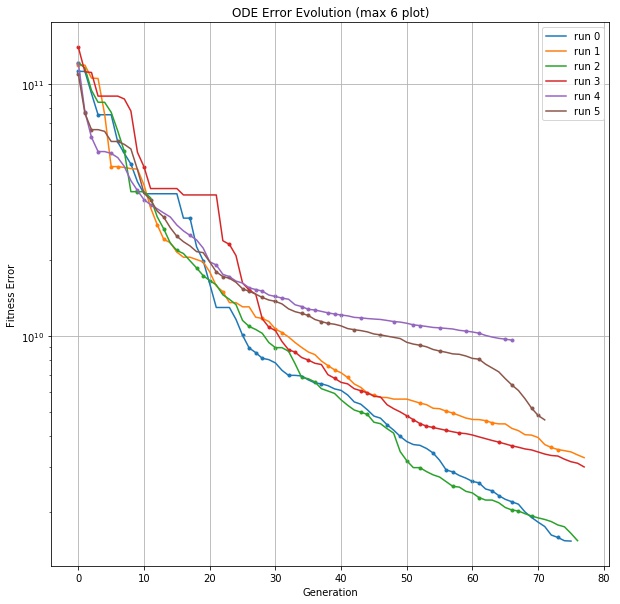 ODE Error Evolution (max 6 plot)
run 0
run 1
run 2
run 3
run 4
run 5
10^11
10^10
Fitness Error
0 10 20 30 40 50 60 70 80
Generation